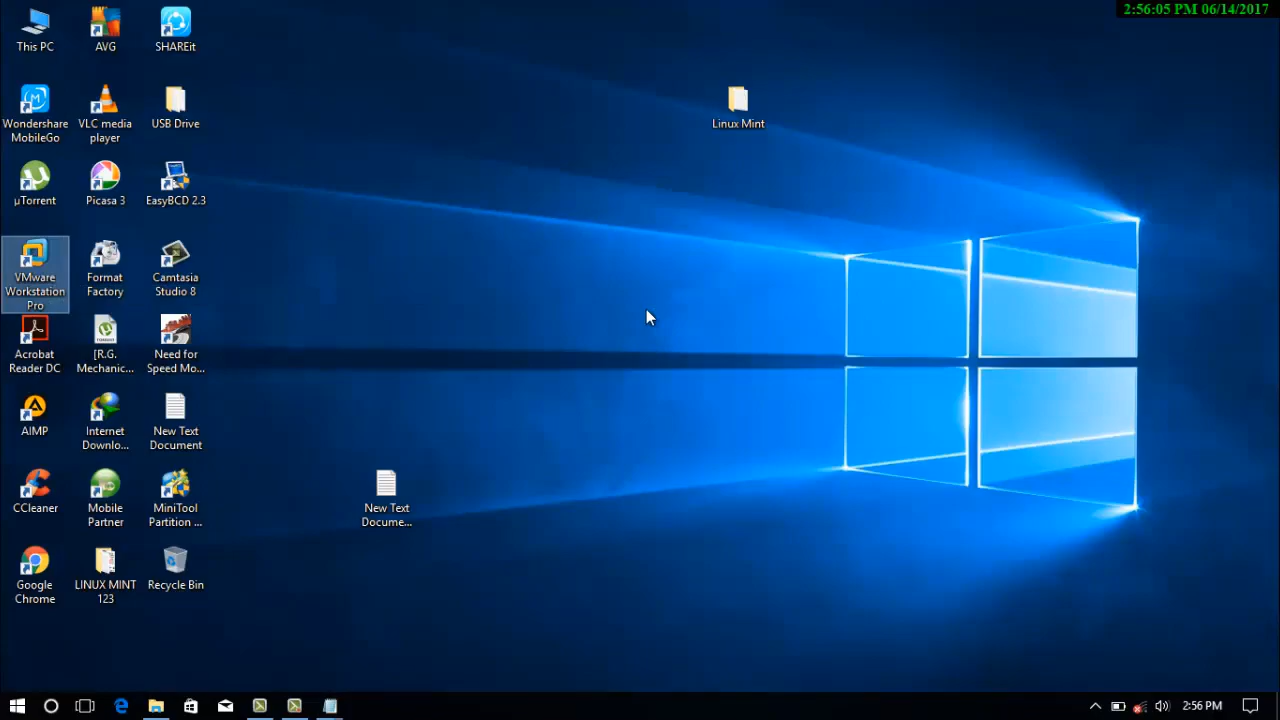 2:56:05 PM 06/14/2017
This PC
AVG
SHAREit
Wondershare
MobileGo
VLC media
player
USB Drive
Linux Mint
µTorrent
Picasa 3
EasyBCD 2.3
VMware
Workstation
Pro
Format
Factory
Camtasia
Studio 8
Acrobat
Reader DC
[R.G.
Mechanic...
Need for
Speed Mo...
AIMP
Internet
Downlo...
New Text
Document
CCleaner
Mobile
Partner
MiniTool
Partition ...
New Text
Docume...
Google
Chrome
LINUX MINT
123
Recycle Bin
2:56 PM